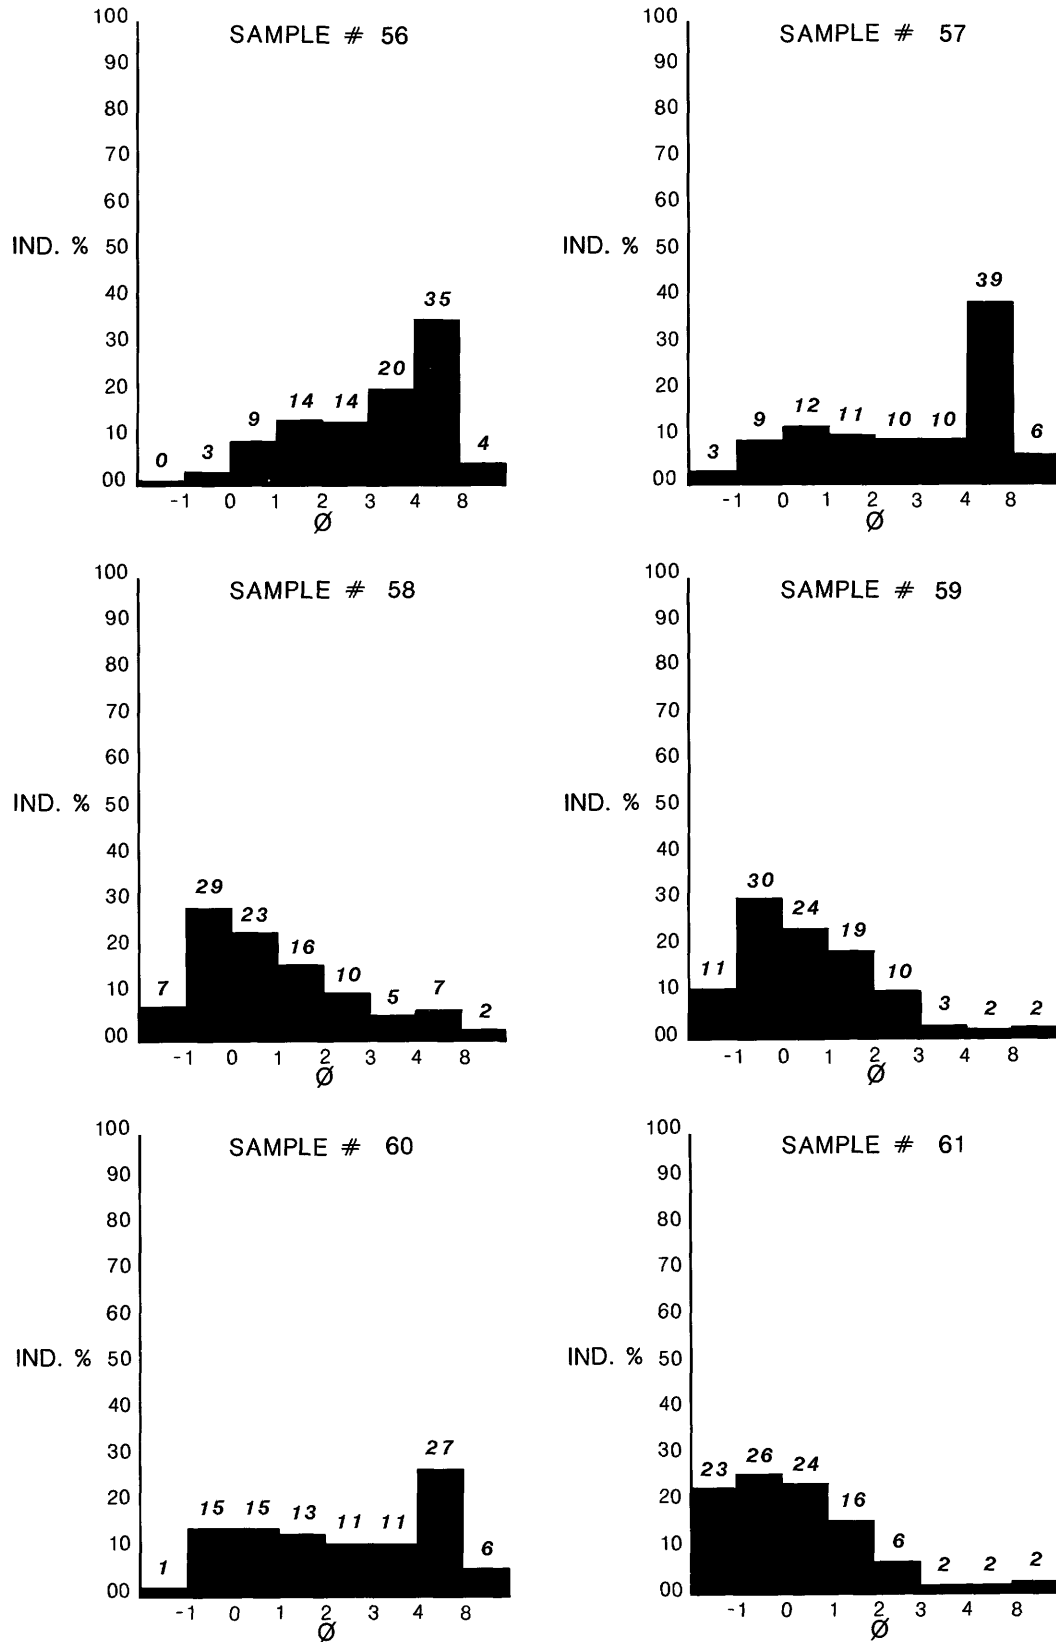 SAMPLE # 56
100
90
80
70
60
IND. % 50
40
30
20
10
00
0 3 9 14 14 20 35 4
-1 0 1 2 3 4 8
Ø
SAMPLE # 57
100
90
80
70
60
IND. % 50
40
30
20
10
00
3 9 12 11 10 10 39 6
-1 0 1 2 3 4 8
Ø
SAMPLE # 58
100
90
80
70
60
IND. % 50
40
30
20
10
00
7 29 23 16 10 5 7 2
-1 0 1 2 3 4 8
Ø
SAMPLE # 59
100
90
80
70
60
IND. % 50
40
30
20
10
00
11 30 24 19 10 3 2 2
-1 0 1 2 3 4 8
Ø
SAMPLE # 60
100
90
80
70
60
IND. % 50
40
30
20
10
00
1 15 15 13 11 11 27 6
-1 0 1 2 3 4 8
Ø
SAMPLE # 61
100
90
80
70
60
IND. % 50
40
30
20
10
00
23 26 24 16 6 2 2 2
-1 0 1 2 3 4 8
Ø